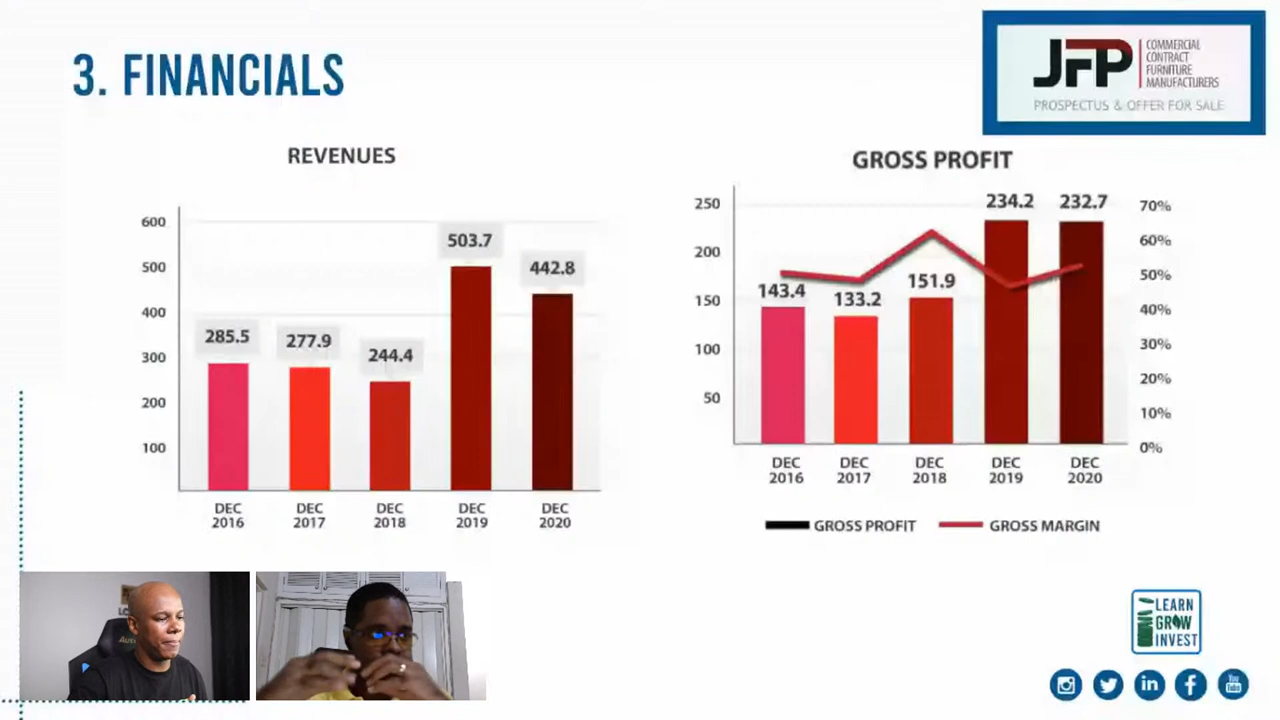 3. FINANCIALS
JFP
COMMERCIAL
CONTRACT
FURNITURE
MANUFACTURERS
PROSPECTUS & OFFER FOR SALE
REVENUES
600
500
400
300
200
100
285.5
277.9
244.4
503.7
442.8
DEC
2016
DEC
2017
DEC
2018
DEC
2019
DEC
2020
GROSS PROFIT
250
200
150
100
50
143.4
133.2
151.9
234.2
232.7
70%
60%
50%
40%
30%
20%
10%
0%
DEC
2016
DEC
2017
DEC
2018
DEC
2019
DEC
2020
GROSS PROFIT
GROSS MARGIN
LEARN
GROW
INVEST
You
Tube